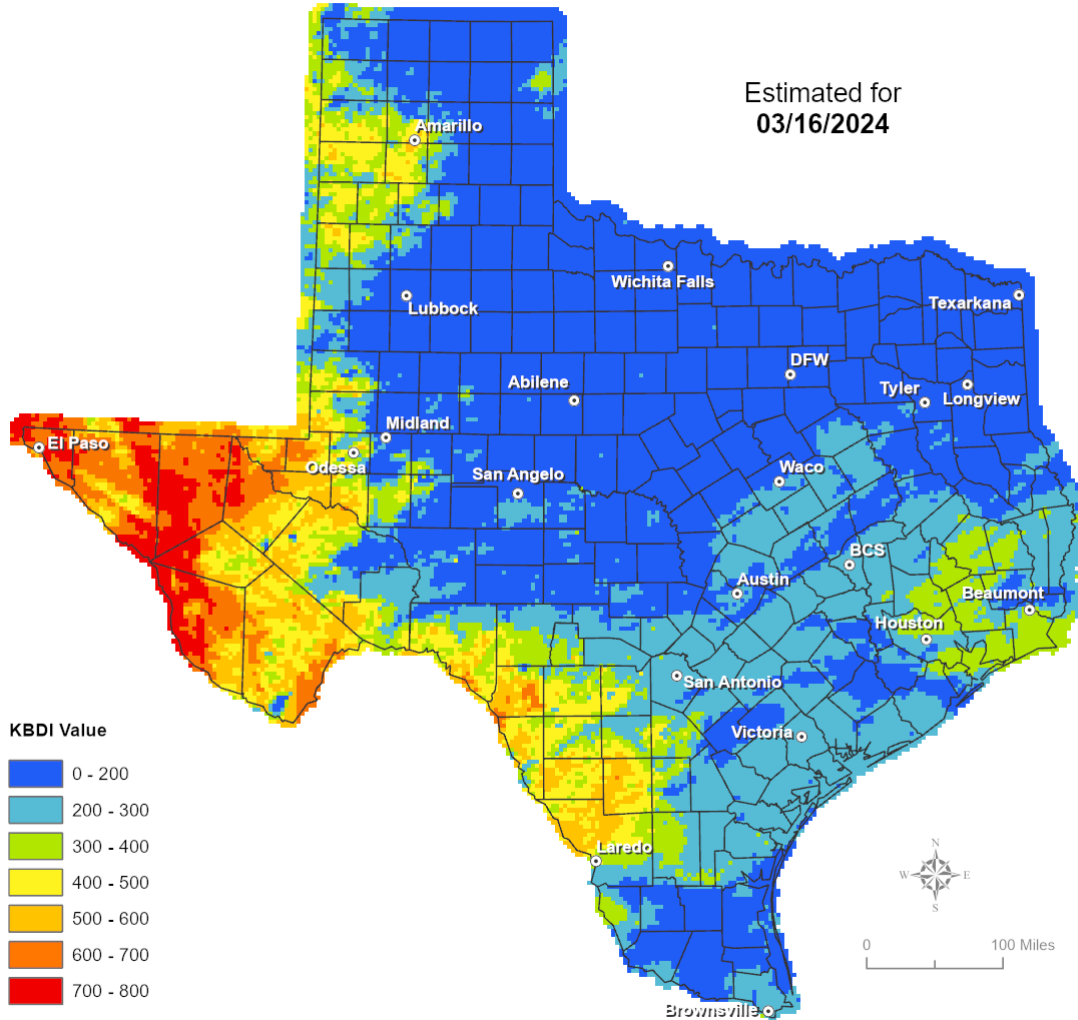 Estimated for
03/16/2024
Amarillo
Wichita Falls
Lubbock
Texarkana
DFW
Abilene
Tyler
Longview
Midland
El Paso
Odessa
San Angelo
Waco
BCS
Austin
Beaumont
Houston
San Antonio
Victoria
Laredo
Brownsville
KBDI Value
0 - 200
200 - 300
300 - 400
400 - 500
500 - 600
600 - 700
700 - 800
N
W E
S
0 100 Miles